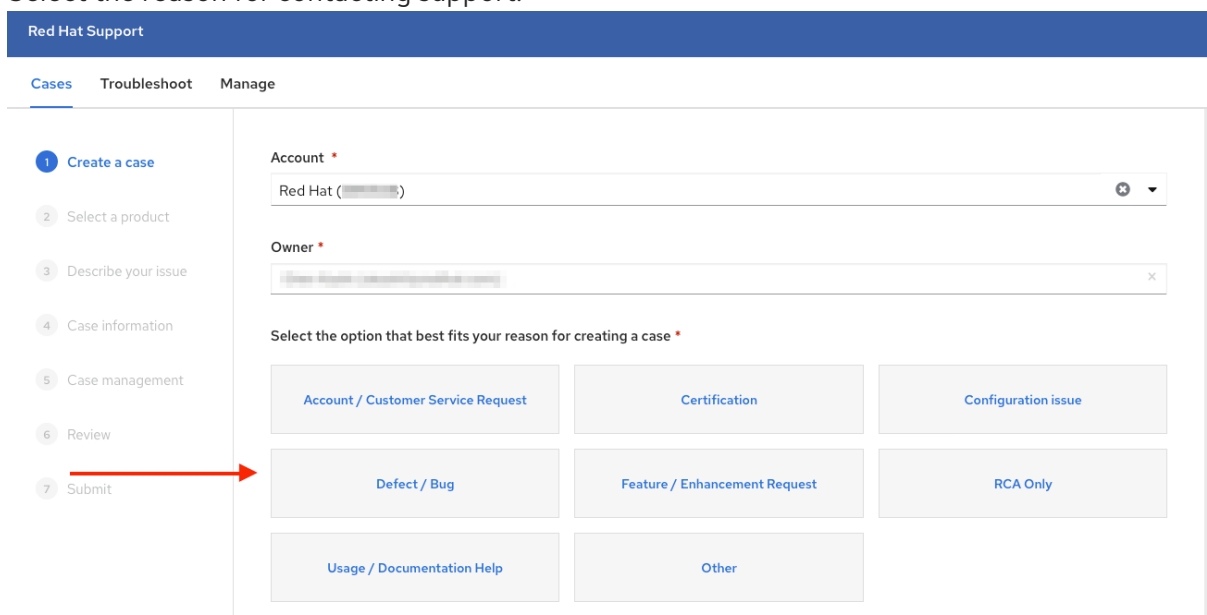 Select the reason for contacting support.
Red Hat Support
Cases Troubleshoot Manage
1 Create a case
2 Select a product
3 Describe your issue
4 Case information
5 Case management
6 Review
7 Submit
Account *
Red Hat ( )
Owner *
Select the option that best fits your reason for creating a case *
Account / Customer Service Request
Certification
Configuration issue
Defect / Bug
Feature / Enhancement Request
RCA Only
Usage / Documentation Help
Other